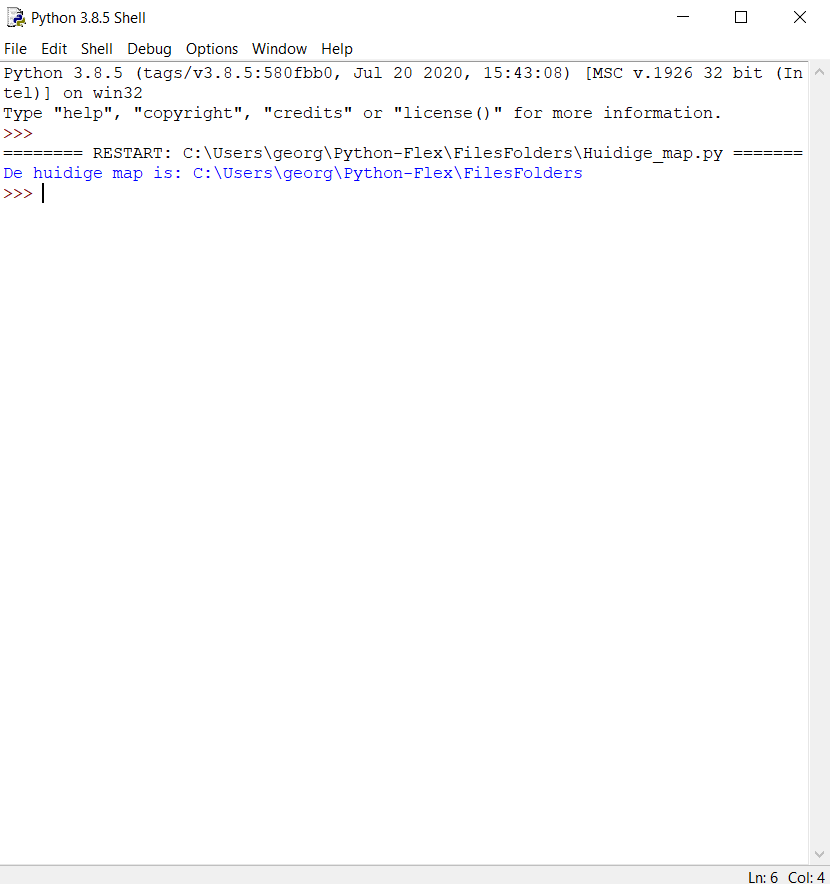 Python 3.8.5 Shell
File Edit Shell Debug Options Window Help
Python 3.8.5 (tags/v3.8.5:580fbb0, Jul 20 2020, 15:43:08) [MSC v.1926 32 bit (In
tel)] on win32
Type "help", "copyright", "credits" or "license()" for more information.
>>>
======== RESTART: C:\Users\georg\Python-Flex\FilesFolders\Huidige_map.py =======
De huidige map is: C:\Users\georg\Python-Flex\FilesFolders
>>>
Ln: 6 Col: 4